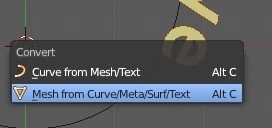 Convert
Curve from Mesh/Text Alt C
Mesh from Curve/Meta/Surf/Text Alt C